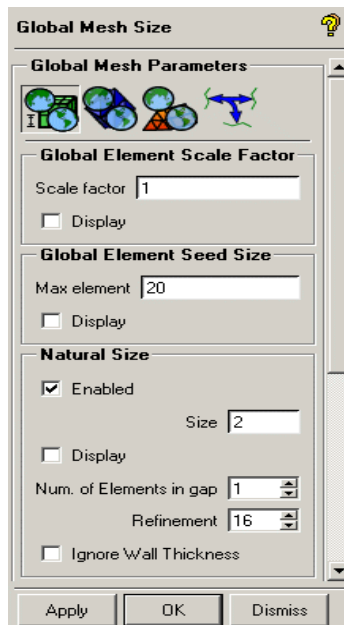 Global Mesh Size
Global Mesh Parameters
Global Element Scale Factor
Scale factor 1
Display
Global Element Seed Size
Max element 20
Display
Natural Size
Enabled
Size 2
Display
Num. of Elements in gap 1
Refinement 16
Ignore Wall Thickness
Apply OK Dismiss